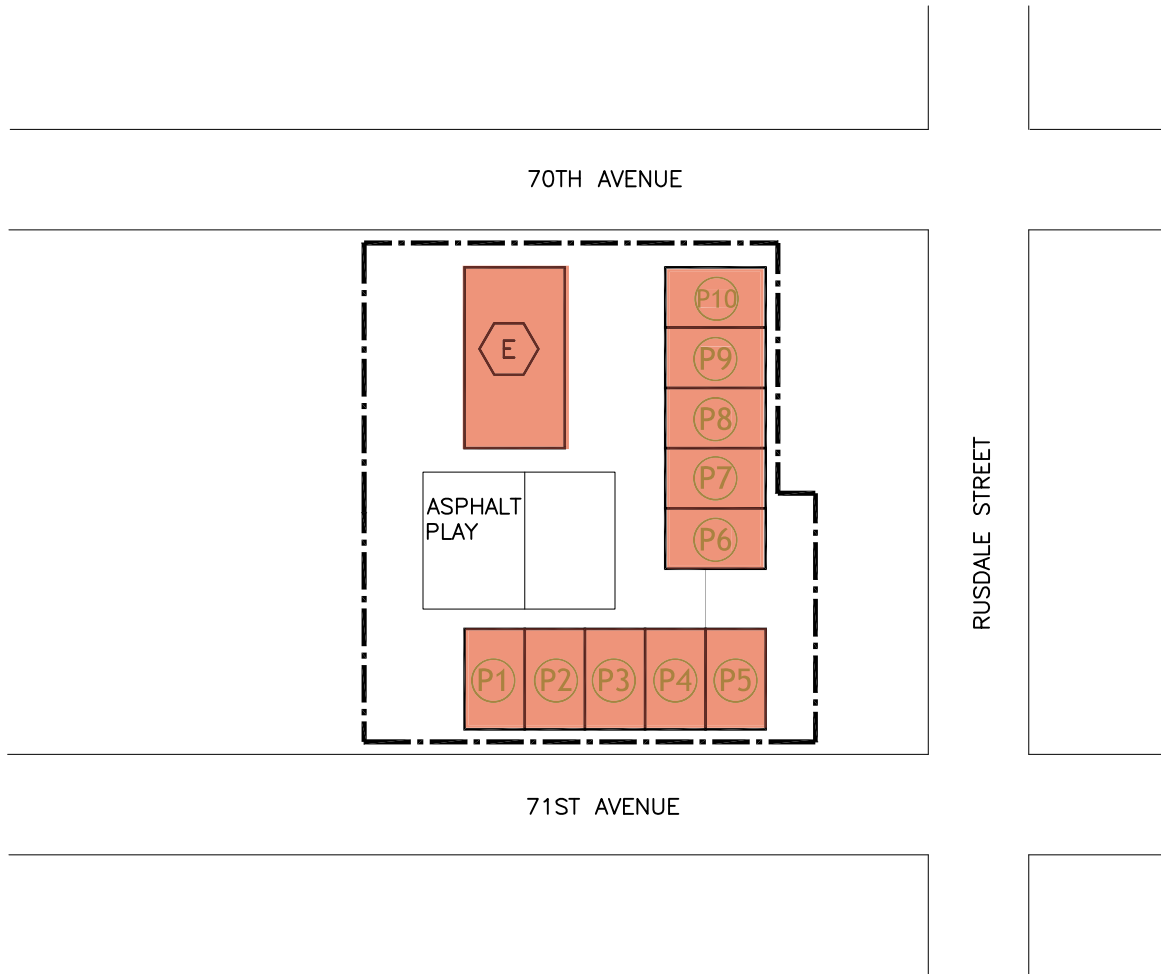 70TH AVENUE
E
P10
P9
P8
P7
P6
ASPHALT
PLAY
RUSDALE STREET
P1 P2 P3 P4 P5
71ST AVENUE